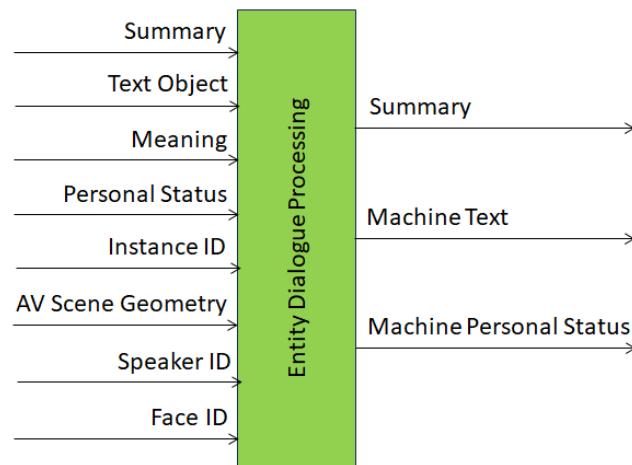 Summary
Text Object
Meaning
Personal Status
Instance ID
AV Scene Geometry
Speaker ID
Face ID
Entity Dialogue Processing
Summary
Machine Text
Machine Personal Status